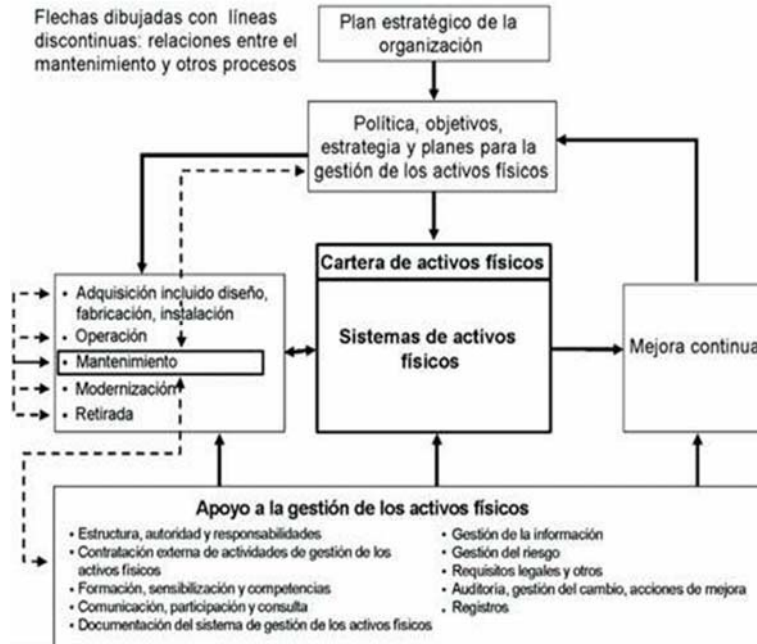 Flechas dibujadas con líneas
discontinuas: relaciones entre el
mantenimiento y otros procesos
Plan estratégico de la
organización
Política, objetivos,
estrategia y planes para la
gestión de los activos físicos
Cartera de activos físicos
Sistemas de activos
físicos
• Adquisición incluido diseño,
fabricación, instalación
• Operación
• Mantenimiento
• Modernización
• Retirada
Mejora continua
Apoyo a la gestión de los activos físicos
• Estructura, autoridad y responsabilidades
• Contratación externa de actividades de gestión de los
activos físicos
• Formación, sensibilización y competencias
• Comunicación, participación y consulta
• Documentación del sistema de gestión de los activos físicos
• Gestión de la información
• Gestión del riesgo
• Requisitos legales y otros
• Auditoría, gestión del cambio, acciones de mejora
• Registros